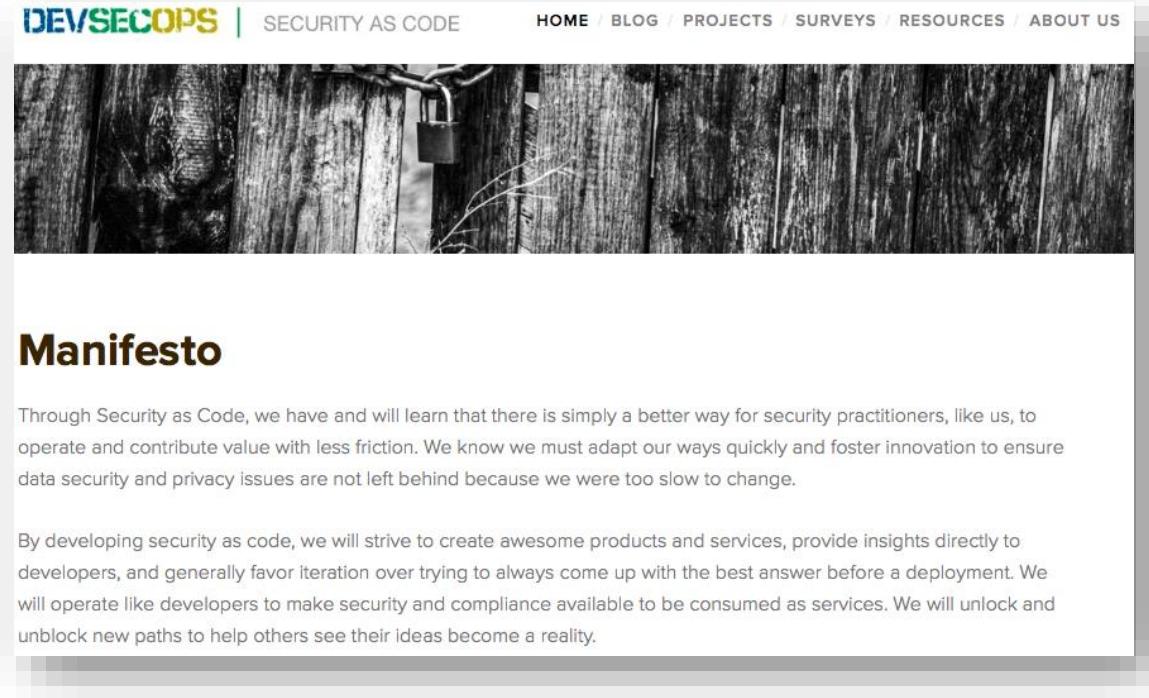 DEV/SECOPS | SECURITY AS CODE HOME / BLOG / PROJECTS / SURVEYS / RESOURCES / ABOUT US
Manifesto
Through Security as Code, we have and will learn that there is simply a better way for security practitioners, like us, to
operate and contribute value with less friction. We know we must adapt our ways quickly and foster innovation to ensure
data security and privacy issues are not left behind because we were too slow to change.
By developing security as code, we will strive to create awesome products and services, provide insights directly to
developers, and generally favor iteration over trying to always come up with the best answer before a deployment. We
will operate like developers to make security and compliance available to be consumed as services. We will unlock and
unblock new paths to help others see their ideas become a reality.